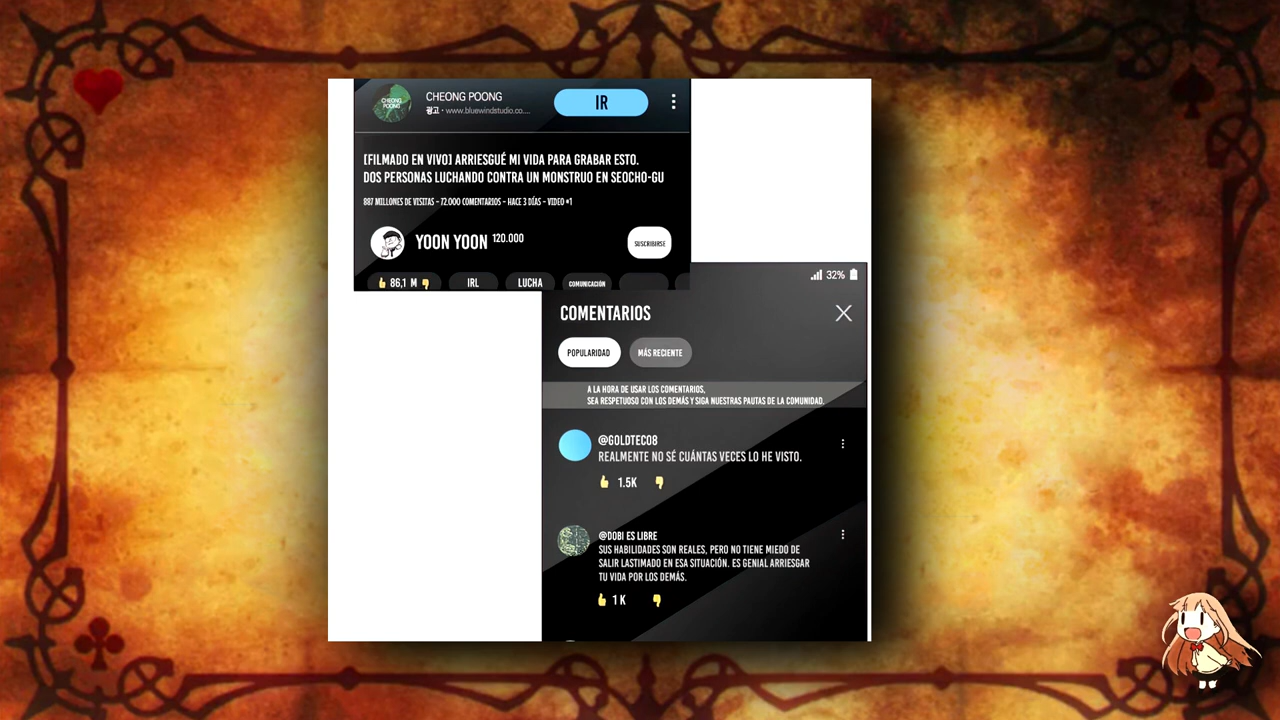 CHEONG POONG
CHEONG POONG
광고 · www.bluewindstudio.co....
IR
[FILMADO EN VIVO] ARRIESGUÉ MI VIDA PARA GRABAR ESTO.
DOS PERSONAS LUCHANDO CONTRA UN MONSTRUO EN SEOCHO-GU
887 MILLONES DE VISITAS - 72.000 COMENTARIOS - HACE 3 DÍAS - VIDEO #1
YOON YOON 120.000
SUSCRIBIRSE
86,1 M
IRL
LUCHA
COMUNICACIÓN
32%
COMENTARIOS
POPULARIDAD
MÁS RECIENTE
A LA HORA DE USAR LOS COMENTARIOS,
SEA RESPETUOSO CON LOS DEMÁS Y SIGA NUESTRAS PAUTAS DE LA COMUNIDAD.
@GOLDTEC08
REALMENTE NO SÉ CUÁNTAS VECES LO HE VISTO.
1.5K
@DOBI ES LIBRE
SUS HABILIDADES SON REALES, PERO NO TIENE MIEDO DE
SALIR LASTIMADO EN ESA SITUACIÓN. ES GENIAL ARRIESGAR
TU VIDA POR LOS DEMÁS.
1 K